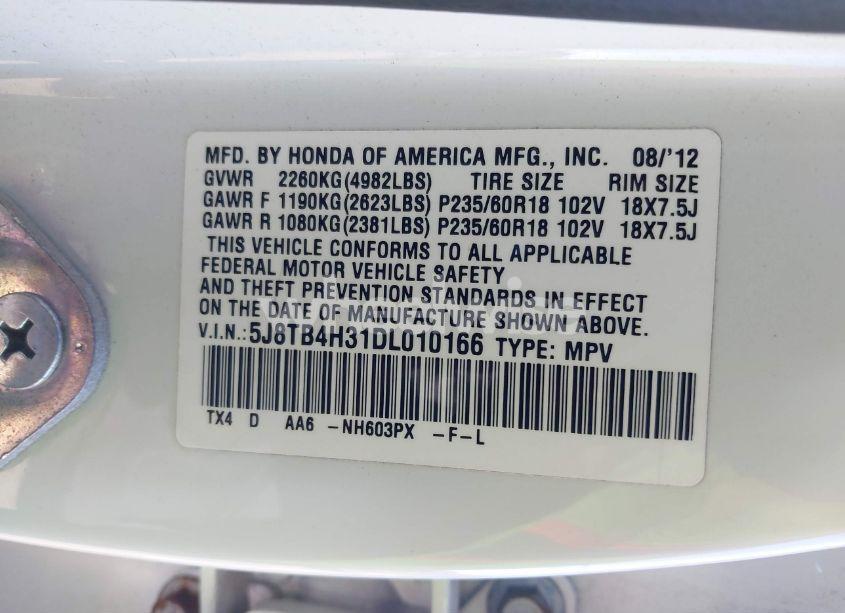 MFD. BY HONDA OF AMERICA MFG., INC. 08/'12
GVWR 2260KG(4982LBS) TIRE SIZE RIM SIZE
GAWR F 1190KG(2623LBS) P235/60R18 102V 18X7.5J
GAWR R 1080KG(2381LBS) P235/60R18 102V 18X7.5J
THIS VEHICLE CONFORMS TO ALL APPLICABLE
FEDERAL MOTOR VEHICLE SAFETY
AND THEFT PREVENTION STANDARDS IN EFFECT
ON THE DATE OF MANUFACTURE SHOWN ABOVE.
V.I.N.: 5J8TB4H31DL010166 TYPE: MPV
TX4 D AA6 -NH603PX -F-L